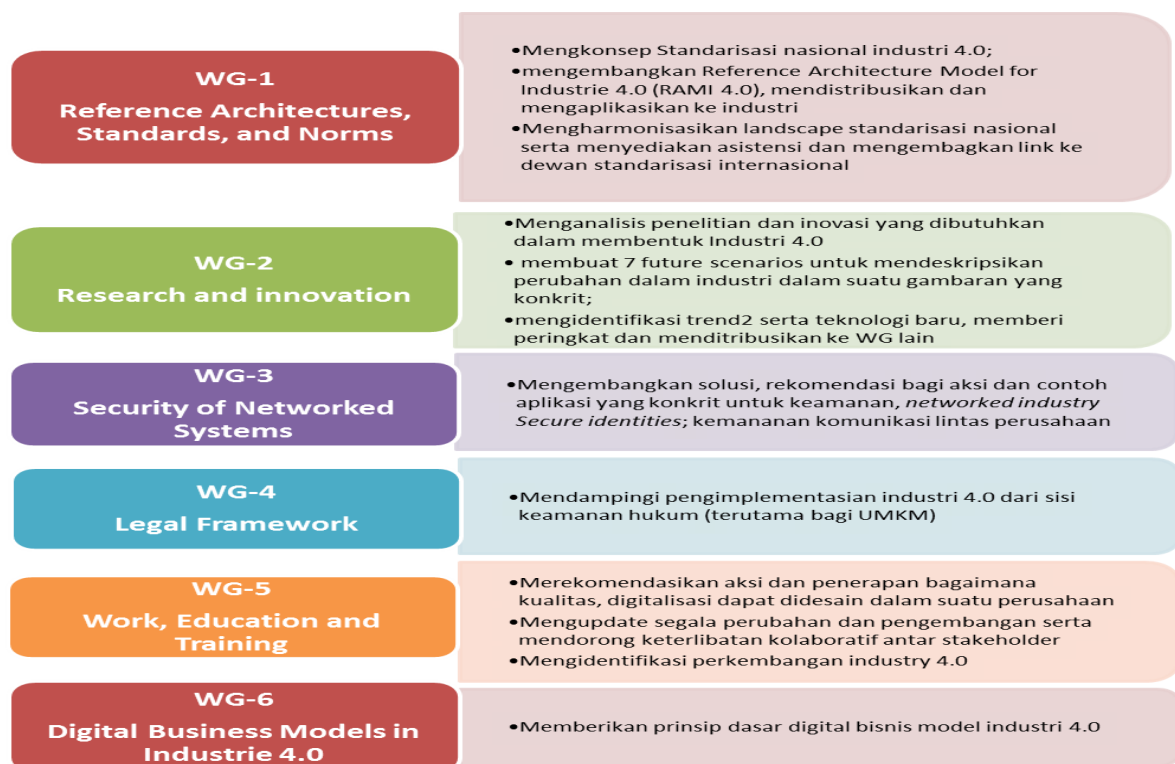 WG-1
Reference Architectures,
Standards, and Norms
•Mengkonsep Standarisasi nasional industri 4.0;
•mengembangkan Reference Architecture Model for
Industrie 4.0 (RAMI 4.0), mendistribusikan dan
mengaplikasikan ke industri
•Mengharmonisasikan landscape standarisasi nasional
serta menyediakan asistensi dan mengembagkan link ke
dewan standarisasi internasional
WG-2
Research and innovation
•Menganalisis penelitian dan inovasi yang dibutuhkan
dalam membentuk Industri 4.0
• membuat 7 future scenarios untuk mendeskripsikan
perubahan dalam industri dalam suatu gambaran yang
konkrit;
•mengidentifikasi trend2 serta teknologi baru, memberi
peringkat dan menditribusikan ke WG lain
WG-3
Security of Networked
Systems
•Mengembangkan solusi, rekomendasi bagi aksi dan contoh
aplikasi yang konkrit untuk keamanan, networked industry
Secure identities; kemananan komunikasi lintas perusahaan
WG-4
Legal Framework
•Mendampingi pengimplementasian industri 4.0 dari sisi
keamanan hukum (terutama bagi UMKM)
WG-5
Work, Education and
Training
•Merekomendasikan aksi dan penerapan bagaimana
kualitas, digitalisasi dapat didesain dalam suatu perusahaan
•Mengupdate segala perubahan dan pengembangan serta
mendorong keterlibatan kolaboratif antar stakeholder
•Mengidentifikasi perkembangan industry 4.0
WG-6
Digital Business Models in
Industrie 4.0
•Memberikan prinsip dasar digital bisnis model industri 4.0